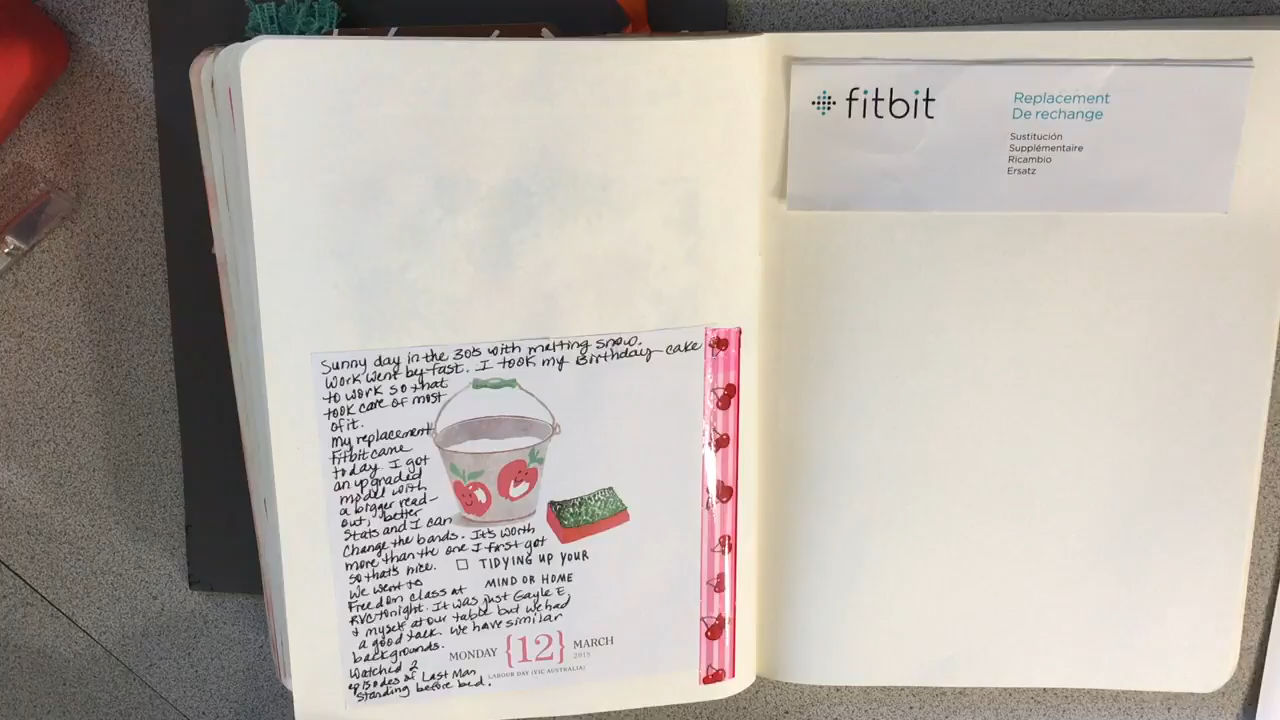 Sunny day in the 30's with melting snow.
Work went by fast. I took my Birthday cake
to work so that
took care of most
of it.
My replacement
Fitbit came
today. I got
an upgraded
model with
a bigger read-
out, better
stats and I can
change the bands. It's worth
more than the one I first got
so that's nice.
We went to
Freedom class at
RVC tonight. It was just Gayle E,
+ myself at our table but we had
a good talk. We have similar
backgrounds.
Watched 2
episodes of Last Man
Standing before bed.
☐ TIDYING UP YOUR
MIND OR HOME
MONDAY {12} MARCH
2018
LABOUR DAY (VIC AUSTRALIA)
fitbit
Replacement
De rechange
Sustitución
Supplémentaire
Ricambio
Ersatz